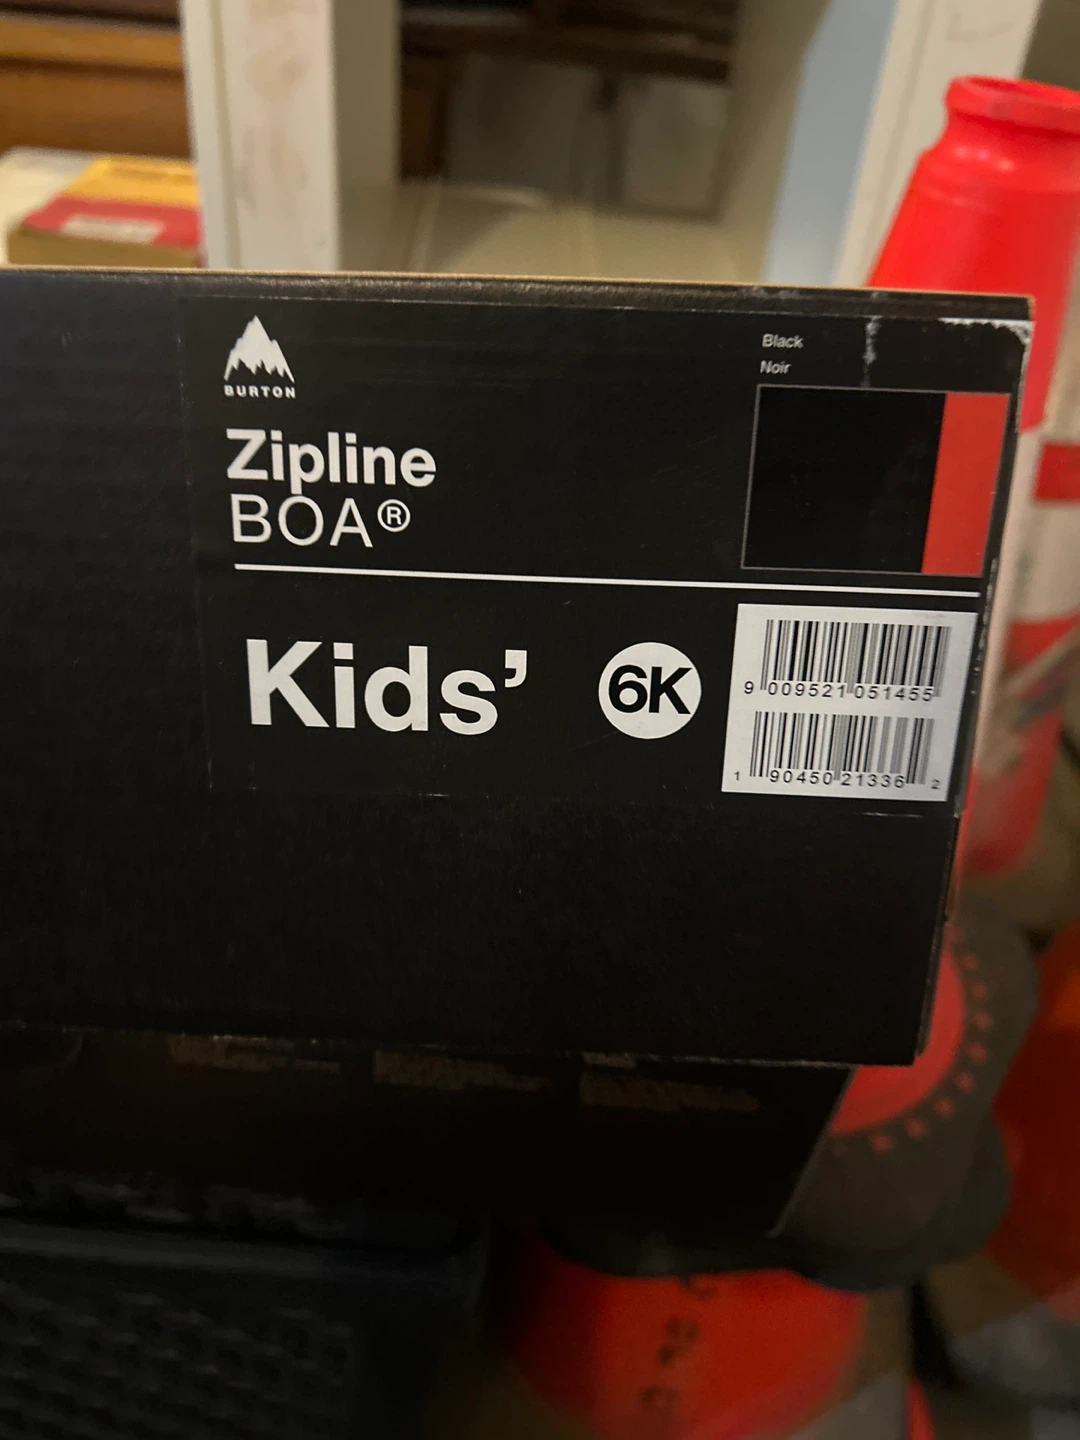 BURTON
Zipline
BOA®
Black
Noir
Kids’
6K
9 009521 051455
1 90450 21336 2